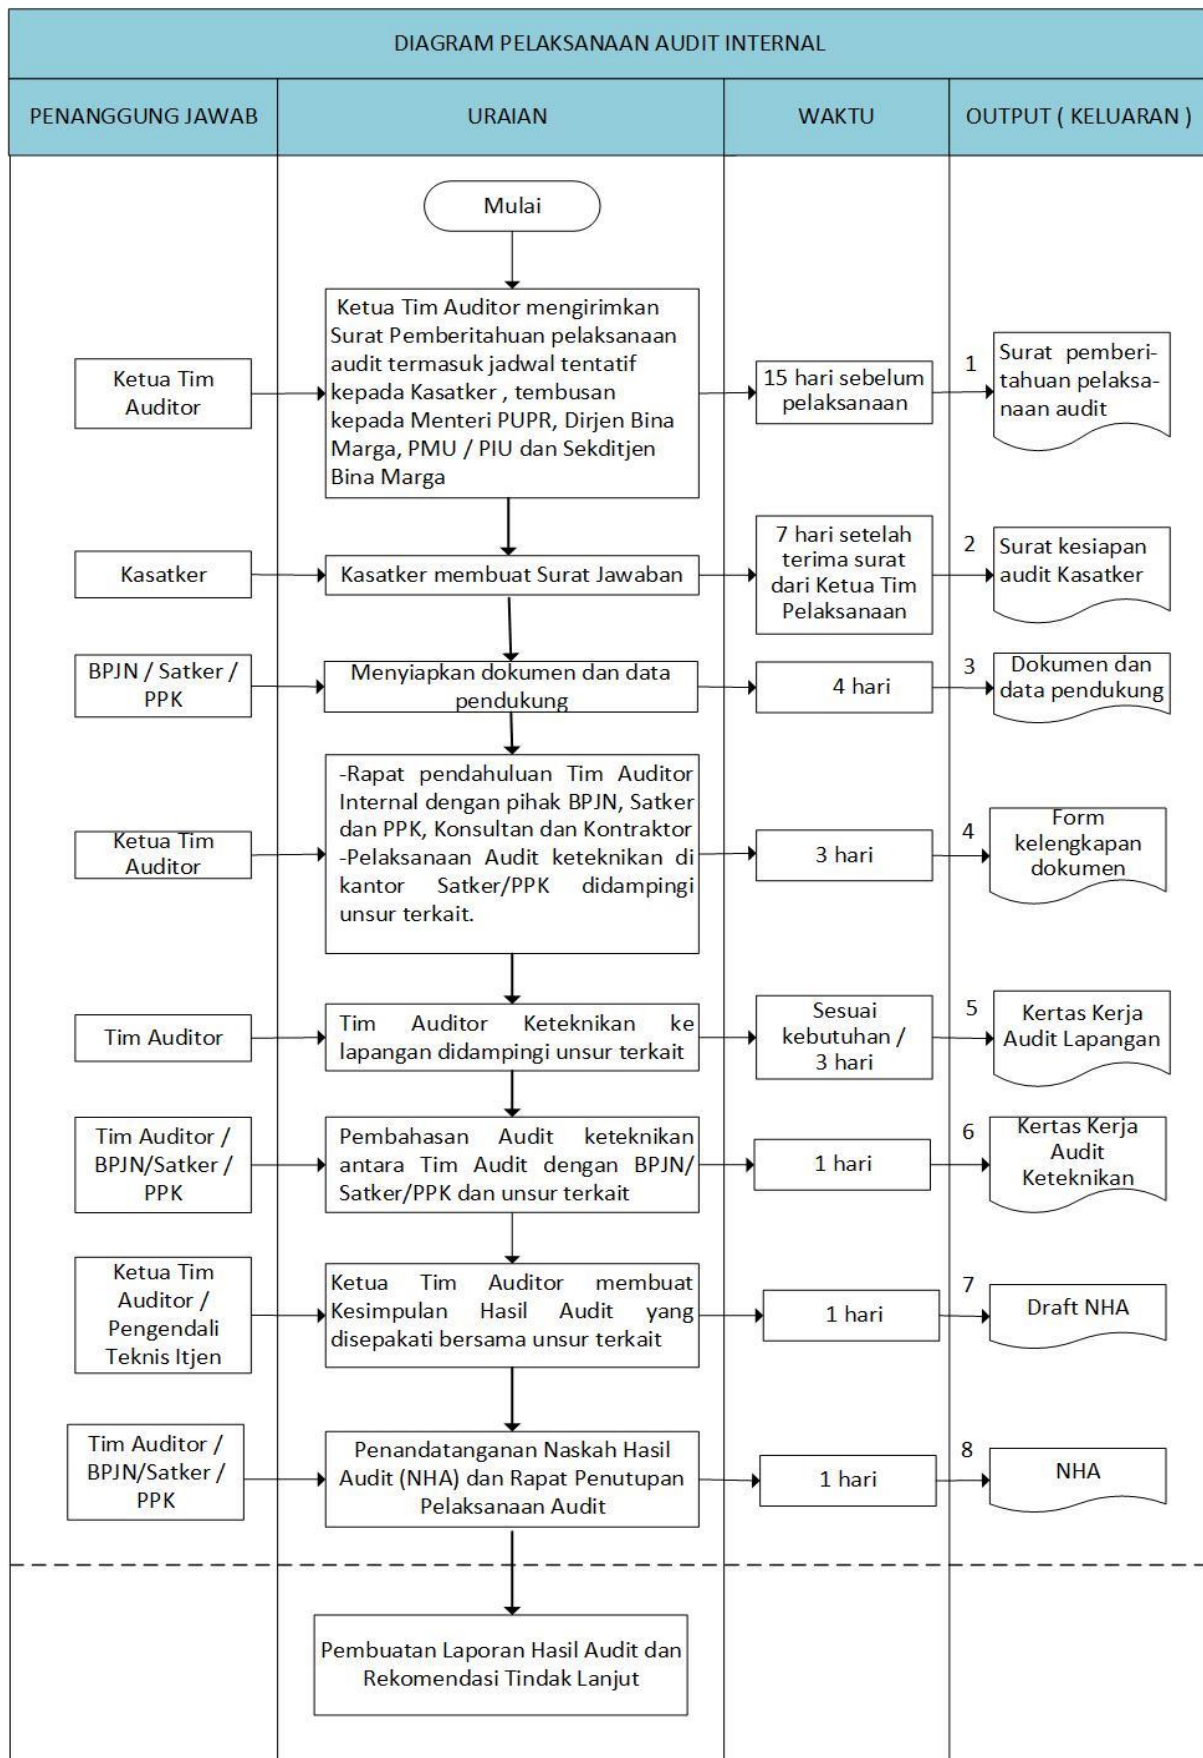 DIAGRAM PELAKSANAAN AUDIT INTERNAL
PENANGGUNG JAWAB
URAIAN
WAKTU
OUTPUT ( KELUARAN )
Mulai
Ketua Tim
Auditor
Ketua Tim Auditor mengirimkan
Surat Pemberitahuan pelaksanaan
audit termasuk jadwal tentatif
kepada Kasatker , tembusan
kepada Menteri PUPR, Dirjen Bina
Marga, PMU / PIU dan Sekditjen
Bina Marga
15 hari sebelum
pelaksanaan
1
Surat pemberi-
tahuan pelaksa-
naan audit
Kasatker
Kasatker membuat Surat Jawaban
7 hari setelah
terima surat
dari Ketua Tim
Pelaksanaan
2
Surat kesiapan
audit Kasatker
BPJN / Satker /
PPK
Menyiapkan dokumen dan data
pendukung
4 hari
3
Dokumen dan
data pendukung
Ketua Tim
Auditor
-Rapat pendahuluan Tim Auditor
Internal dengan pihak BPJN, Satker
dan PPK, Konsultan dan Kontraktor
-Pelaksanaan Audit keteknikan di
kantor Satker/PPK didampingi
unsur terkait.
3 hari
4
Form
kelengkapan
dokumen
Tim Auditor
Tim Auditor Keteknikan ke
lapangan didampingi unsur terkait
Sesuai
kebutuhan /
3 hari
5
Kertas Kerja
Audit Lapangan
Tim Auditor /
BPJN/Satker /
PPK
Pembahasan Audit keteknikan
antara Tim Audit dengan BPJN/
Satker/PPK dan unsur terkait
1 hari
6
Kertas Kerja
Audit
Keteknikan
Ketua Tim
Auditor /
Pengendali
Teknis Itjen
Ketua Tim Auditor membuat
Kesimpulan Hasil Audit yang
disepakati bersama unsur terkait
1 hari
7
Draft NHA
Tim Auditor /
BPJN/Satker /
PPK
Penandatanganan Naskah Hasil
Audit (NHA) dan Rapat Penutupan
Pelaksanaan Audit
1 hari
8
NHA
Pembuatan Laporan Hasil Audit dan
Rekomendasi Tindak Lanjut